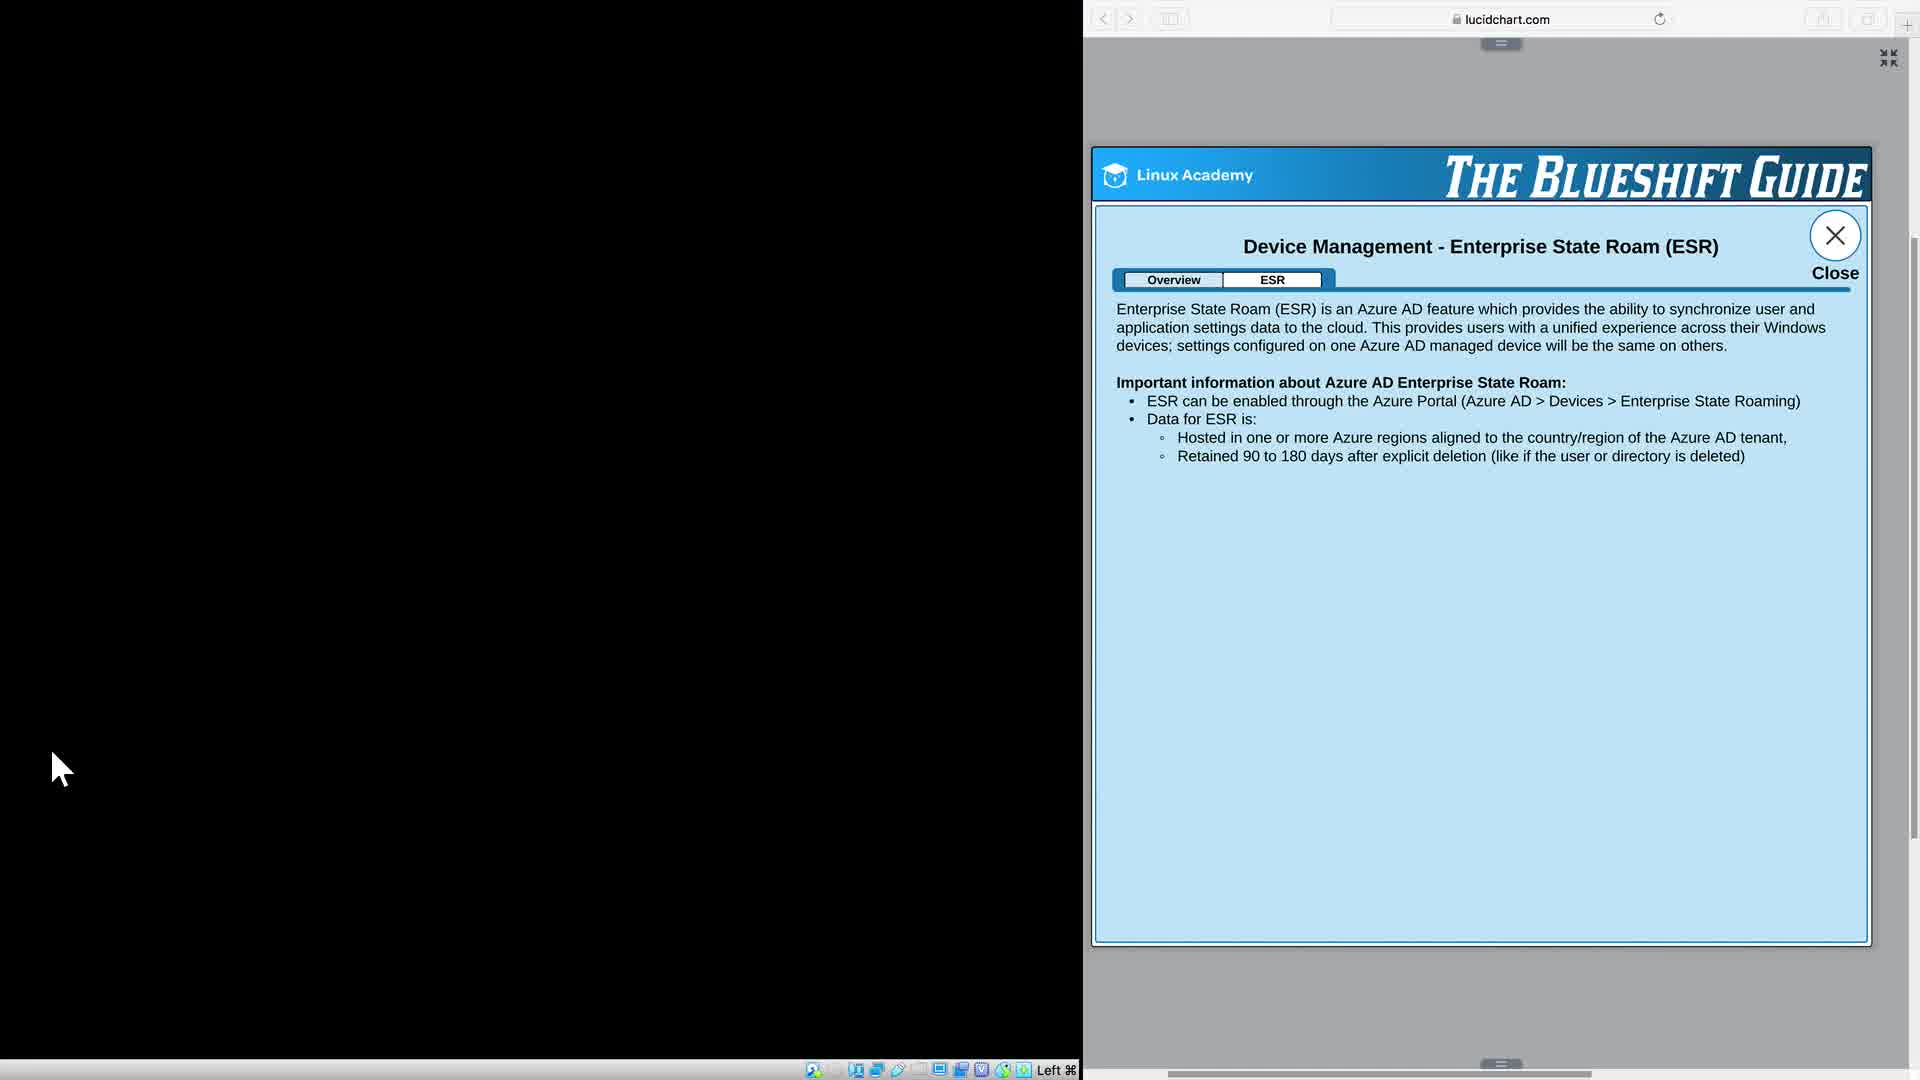 lucidchart.com
Linux Academy
THE BLUESHIFT GUIDE
Device Management - Enterprise State Roam (ESR)
Close
Overview
ESR
Enterprise State Roam (ESR) is an Azure AD feature which provides the ability to synchronize user and
application settings data to the cloud. This provides users with a unified experience across their Windows
devices; settings configured on one Azure AD managed device will be the same on others.
Important information about Azure AD Enterprise State Roam:
• ESR can be enabled through the Azure Portal (Azure AD > Devices > Enterprise State Roaming)
• Data for ESR is:
◦ Hosted in one or more Azure regions aligned to the country/region of the Azure AD tenant,
◦ Retained 90 to 180 days after explicit deletion (like if the user or directory is deleted)
Left ⌘